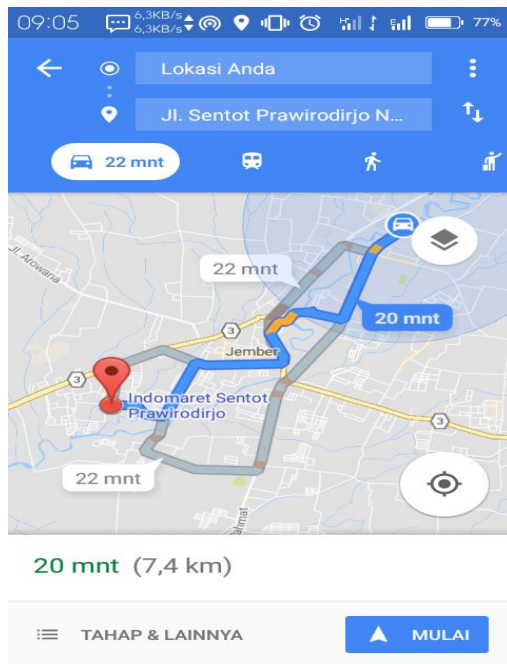 09:05
6,3KB/s
6,3KB/s
77%
Lokasi Anda
Jl. Sentot Prawirodirjo N...
22 mnt
Jl. Arowana
22 mnt
20 mnt
3
Jember
3
Indomaret Sentot
Prawirodirjo
3
22 mnt
20 mnt (7,4 km)
TAHAP & LAINNYA
MULAI